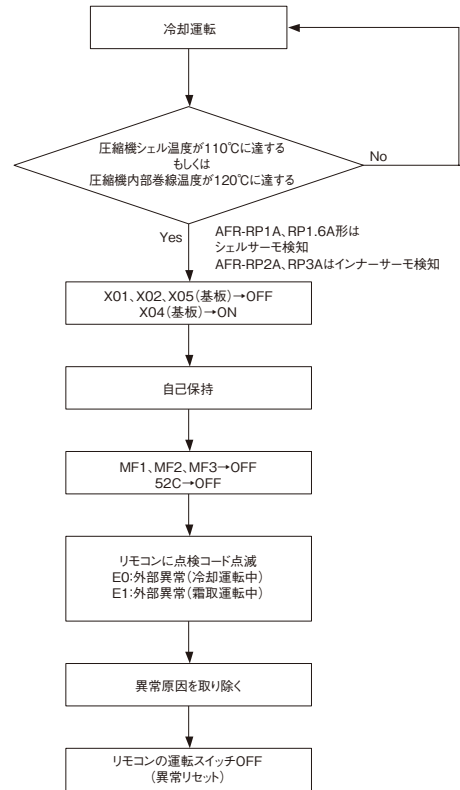 冷却運転
圧縮機シェル温度が110℃に達する
もしくは
圧縮機内部巻線温度が120℃に達する
No
Yes
AFR-RP1A、RP1.6A形は
シェルサーモ検知
AFR-RP2A、RP3Aはインナーサーモ検知
X01、X02、X05(基板)→OFF
X04(基板)→ON
自己保持
MF1、MF2、MF3→OFF
52C→OFF
リモコンに点検コード点滅
E0:外部異常(冷却運転中)
E1:外部異常(霜取運転中)
異常原因を取り除く
リモコンの運転スイッチOFF
(異常リセット)